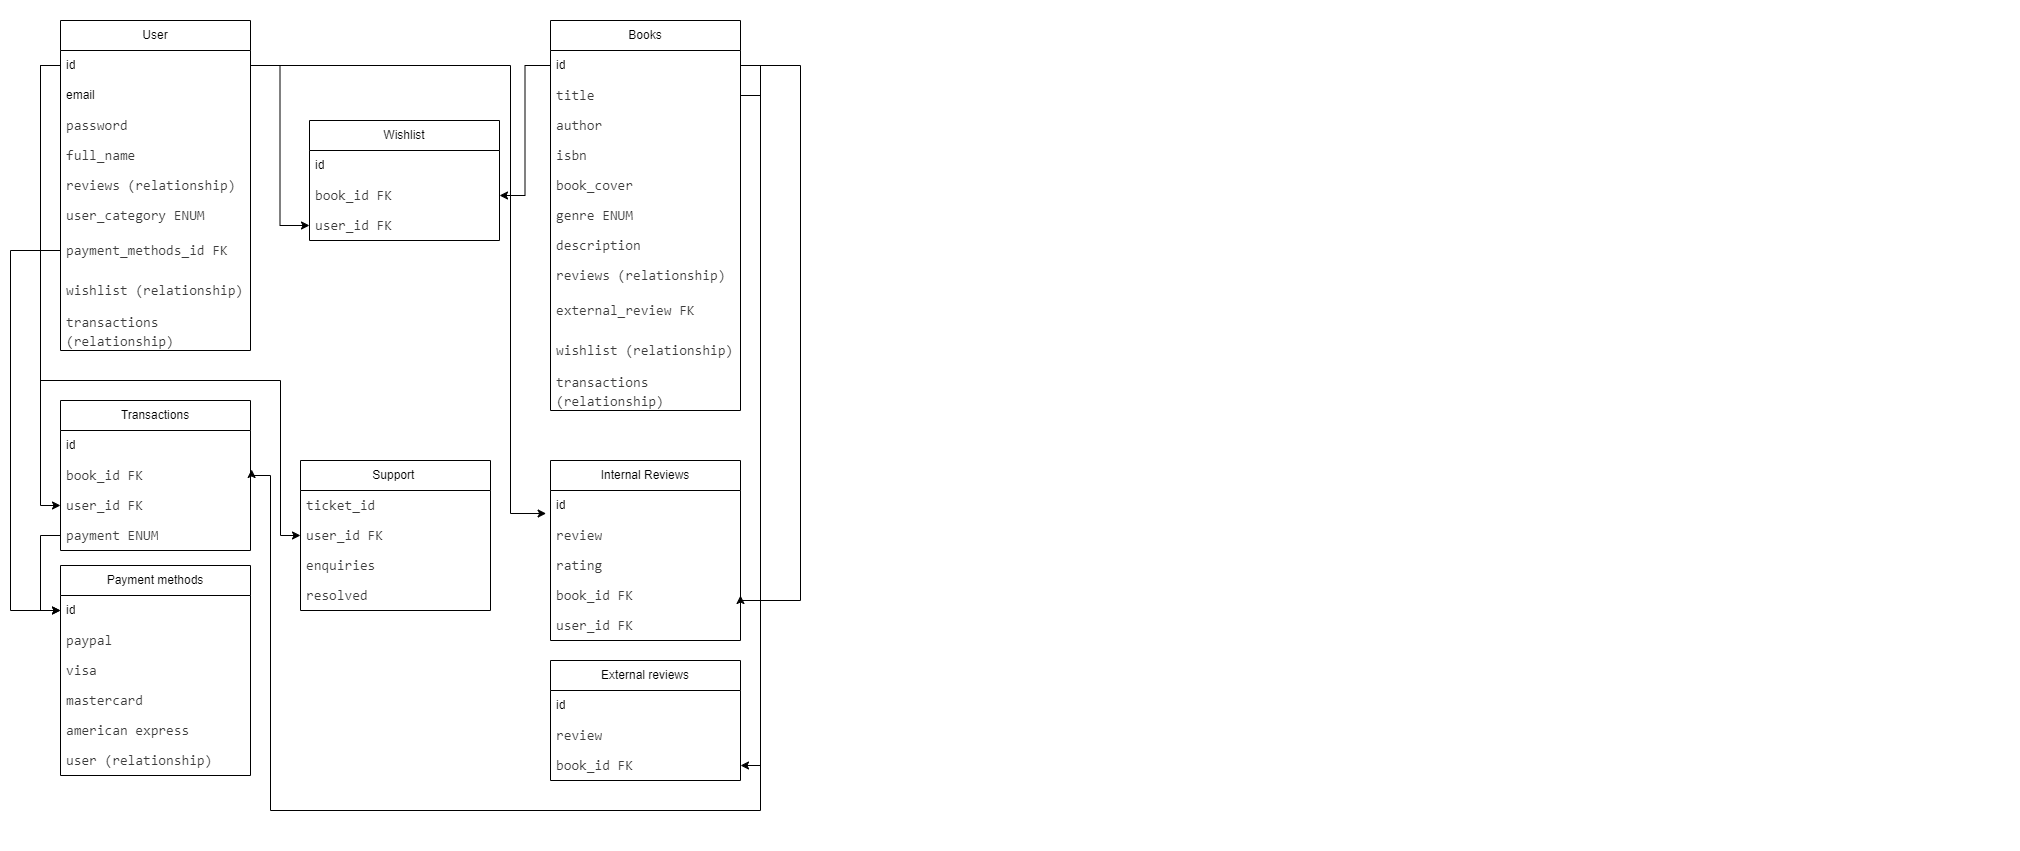 User
id
email
password
full_name
reviews (relationship)
user_category ENUM
payment_methods_id FK
wishlist (relationship)
transactions
(relationship)
Wishlist
id
book_id FK
user_id FK
Books
id
title
author
isbn
book_cover
genre ENUM
description
reviews (relationship)
external_review FK
wishlist (relationship)
transactions
(relationship)
Transactions
id
book_id FK
user_id FK
payment ENUM
Support
ticket_id
user_id FK
enquiries
resolved
Internal Reviews
id
review
rating
book_id FK
user_id FK
Payment methods
id
paypal
visa
mastercard
american express
user (relationship)
External reviews
id
review
book_id FK